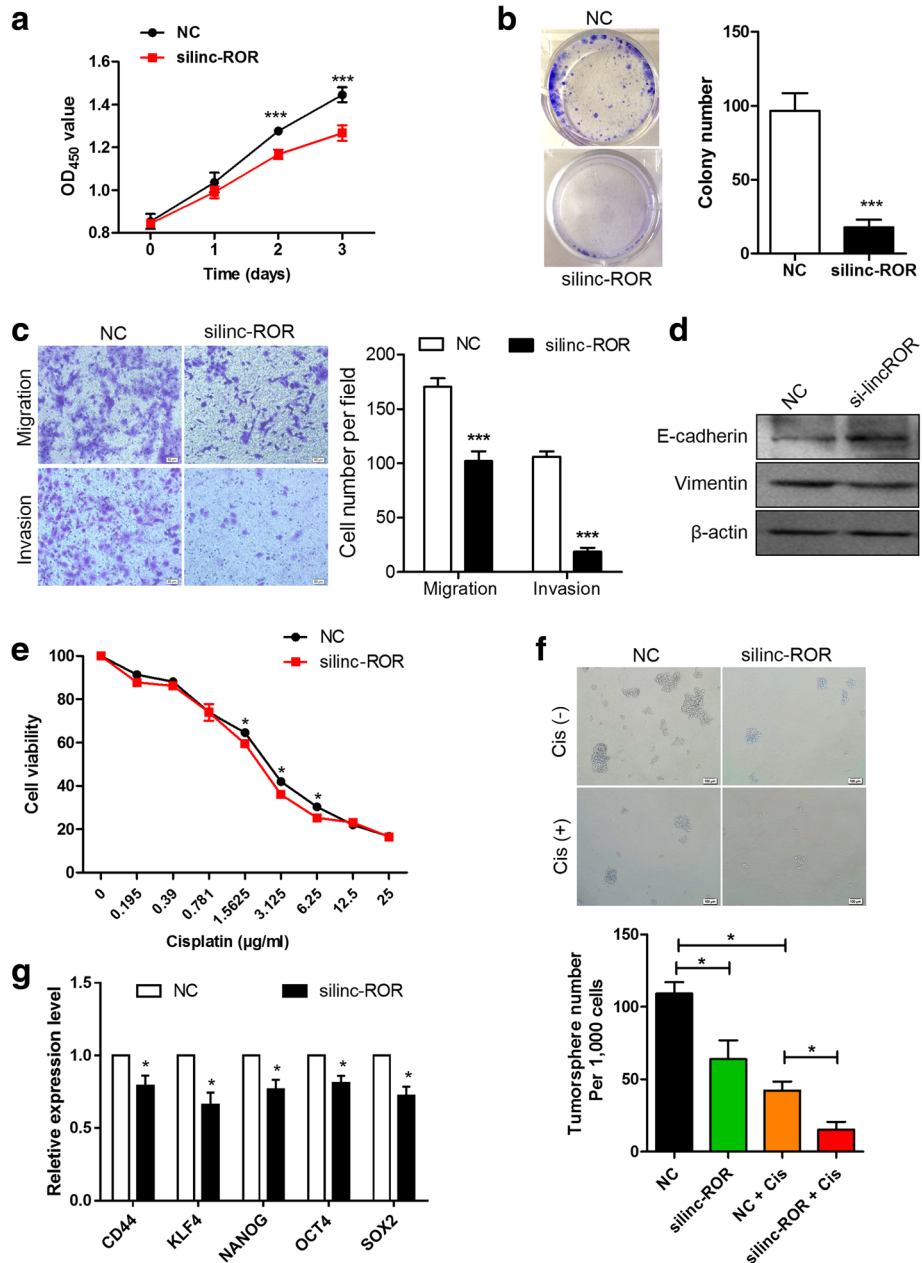 a
NC
silinc-ROR
1.6
1.4
1.2
1.0
0.8
OD450 value
***
***
0 1 2 3
Time (days)
b
NC
silinc-ROR
150
100
50
0
Colony number
***
NC silinc-ROR
c
NC silinc-ROR
Migration
Invasion
NC silinc-ROR
200
150
100
50
0
Cell number per field
***
***
Migration Invasion
d
NC si-lincROR
E-cadherin
Vimentin
β-actin
e
NC
silinc-ROR
100
80
60
40
20
0
Cell viability
* * *
0 0.195 0.39 0.781 1.5625 3.125 6.25 12.5 25
Cisplatin (μg/ml)
f
NC silinc-ROR
Cis (-)
Cis (+)
150
100
50
0
Tumorsphere number
Per 1,000 cells
*
*
*
NC silinc-ROR NC + Cis silinc-ROR + Cis
g
NC silinc-ROR
1.5
1.0
0.5
0.0
Reletive expression level
* * * * *
CD44 KLF4 NANOG OCT4 SOX2